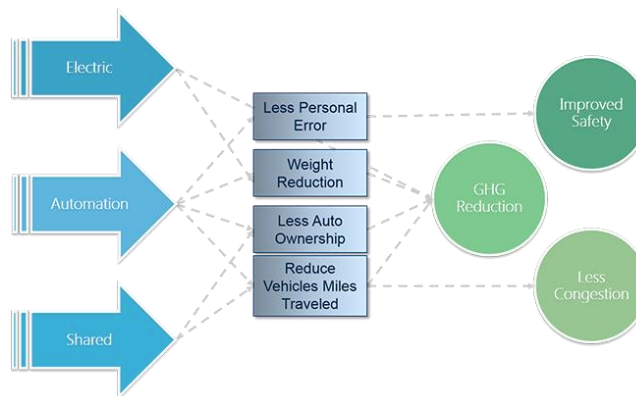 Electric
Automation
Shared
Less Personal
Error
Weight
Reduction
Less Auto
Ownership
Reduce
Vehicles Miles
Traveled
GHG
Reduction
Improved
Safety
Less
Congestion